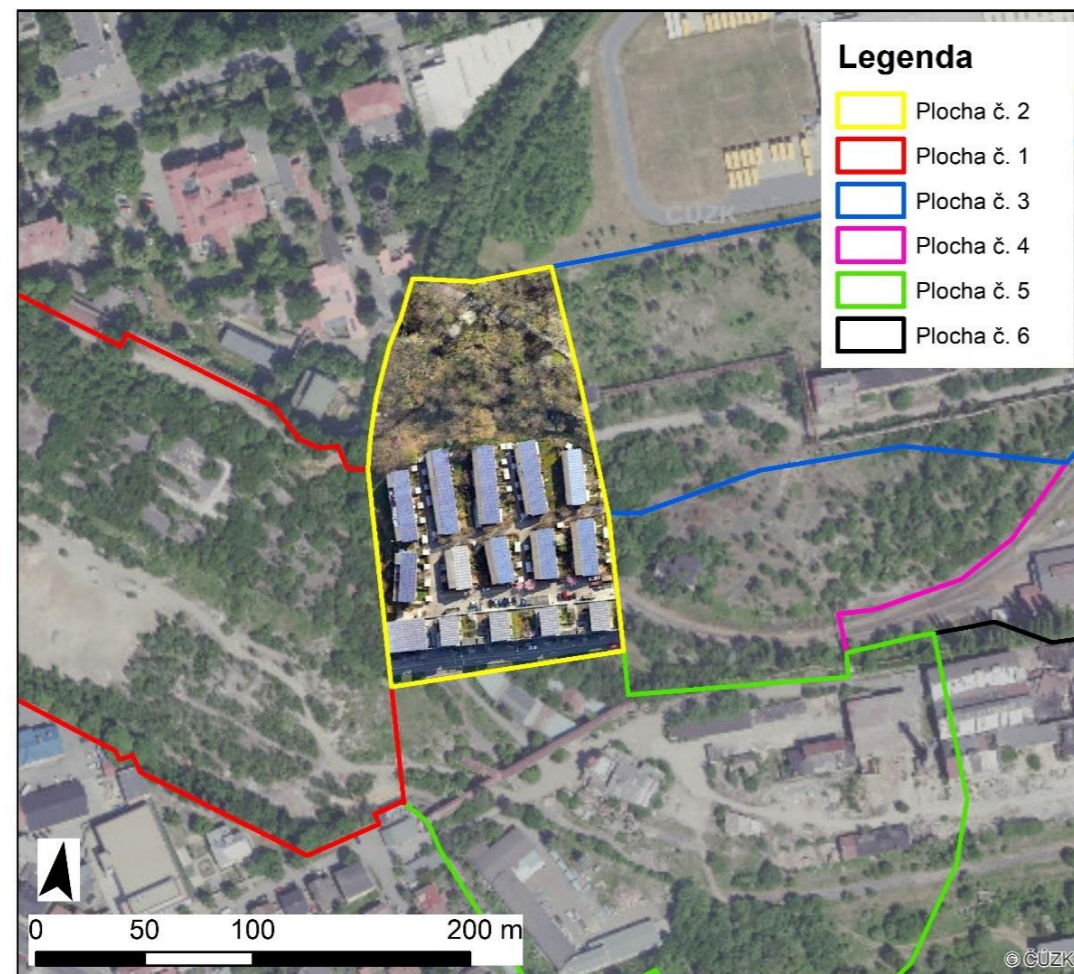 Legenda
Plocha č. 2
Plocha č. 1
Plocha č. 3
Plocha č. 4
Plocha č. 5
Plocha č. 6
ČÚZK
0 50 100 200 m
© ČÚZK